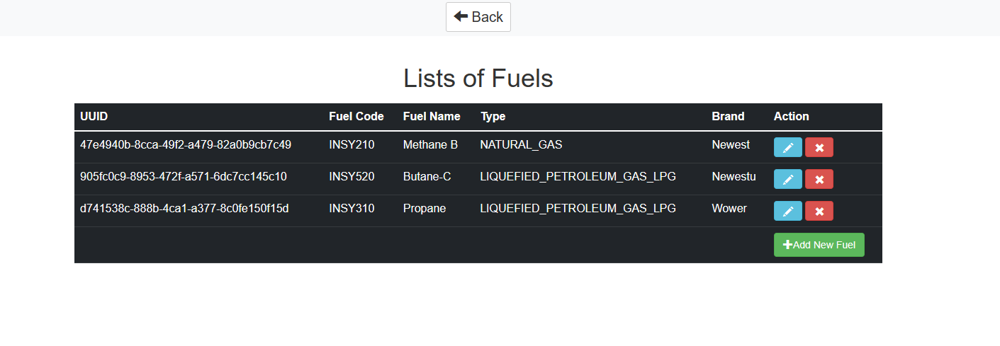 Back
Lists of Fuels
UUID Fuel Code Fuel Name Type Brand Action
47e4940b-8cca-49f2-a479-82a0b9cb7c49 INSY210 Methane B NATURAL_GAS Newest
905fc0c9-8953-472f-a571-6dc7cc145c10 INSY520 Butane-C LIQUEFIED_PETROLEUM_GAS_LPG Newestu
d741538c-888b-4ca1-a377-8c0fe150f15d INSY310 Propane LIQUEFIED_PETROLEUM_GAS_LPG Wower
Add New Fuel